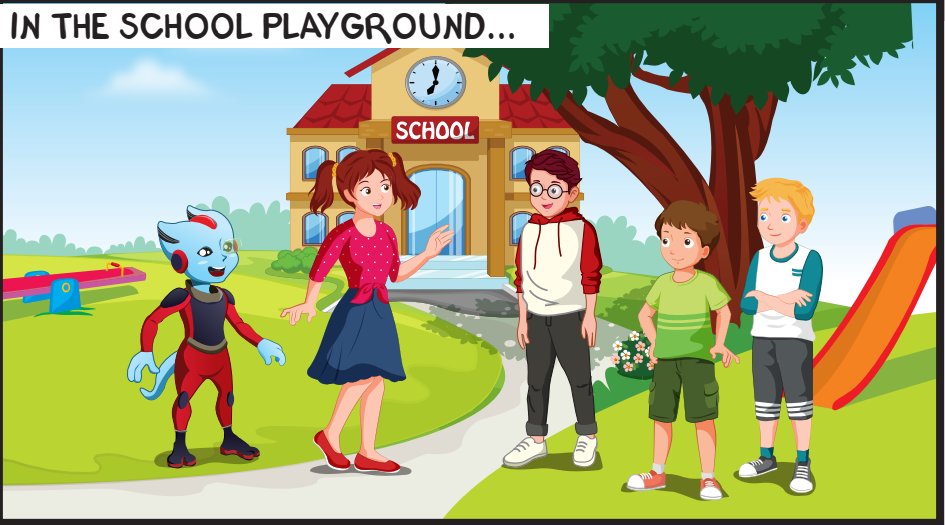 IN THE SCHOOL PLAYGROUND...
SCHOOL